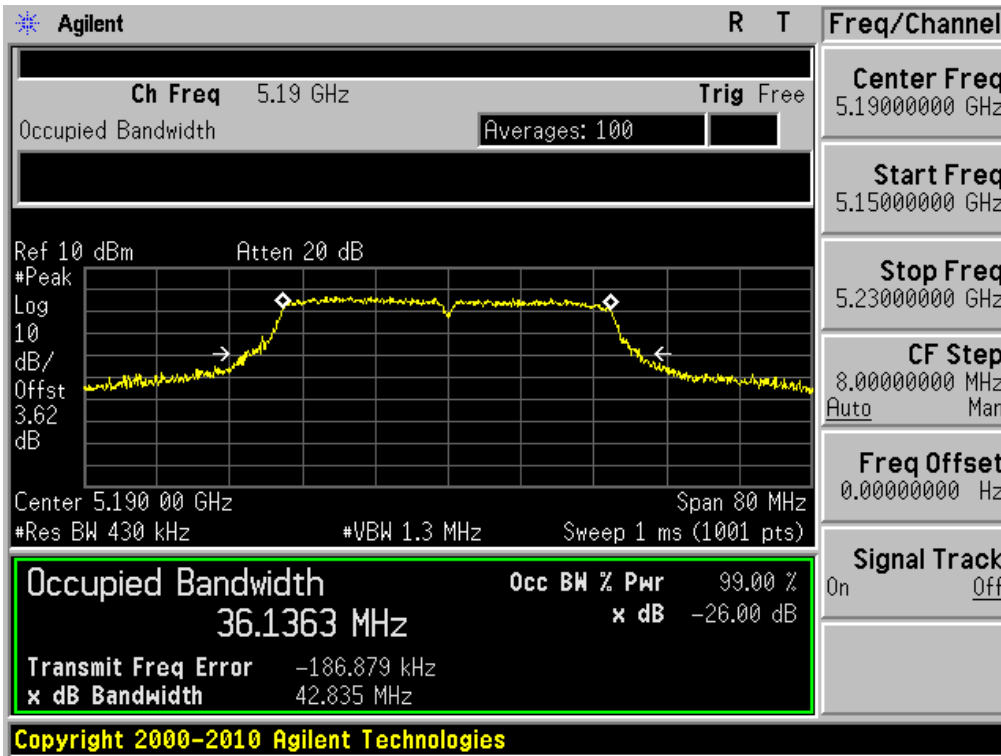 Agilent R T Freq/Channel
Ch Freq 5.19 GHz Trig Free
Occupied Bandwidth Averages: 100
Center Freq
5.19000000 GHz
Start Freq
5.15000000 GHz
Stop Freq
5.23000000 GHz
CF Step
8.00000000 MHz
Auto Man
Freq Offset
0.00000000 Hz
Signal Track
On Off
Ref 10 dBm Atten 20 dB
#Peak
Log
10
dB/
Offst
3.62
dB
Center 5.190 00 GHz Span 80 MHz
#Res BW 430 kHz #VBW 1.3 MHz Sweep 1 ms (1001 pts)
Occupied Bandwidth Occ BW % Pwr 99.00 %
36.1363 MHz x dB -26.00 dB
Transmit Freq Error -186.879 kHz
x dB Bandwidth 42.835 MHz
Copyright 2000-2010 Agilent Technologies